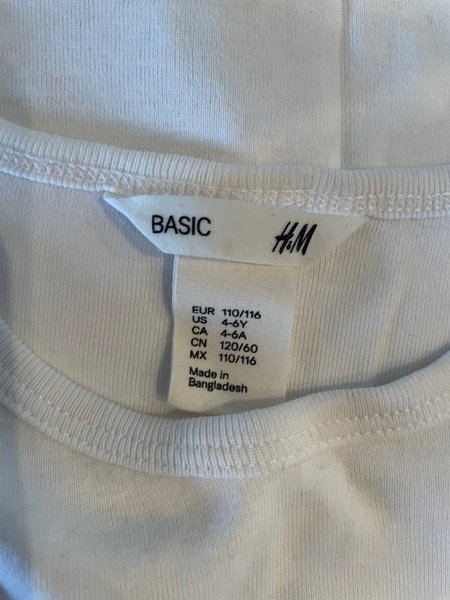 BASIC H&M
EUR 110/116
US 4-6Y
CA 4-6A
CN 120/60
MX 110/116
Made in
Bangladesh